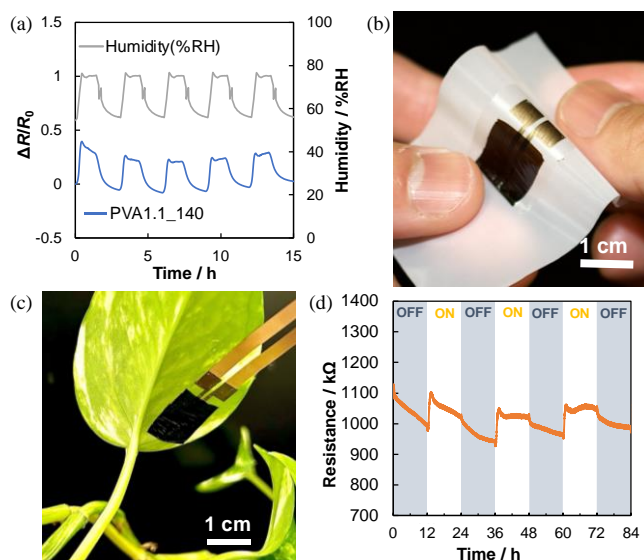 (a)
1.5
1
0.5
0
-0.5
ΔR/R0
100
80
60
40
20
0
Humidity / %RH
Humidity(%RH)
PVA1.1_140
0 5 10 15
Time / h
(b)
1 cm
(c)
1 cm
(d)
1400
1300
1200
1100
1000
900
800
700
Resistance / kΩ
OFF ON OFF ON OFF ON OFF
0 12 24 36 48 60 72 84
Time / h